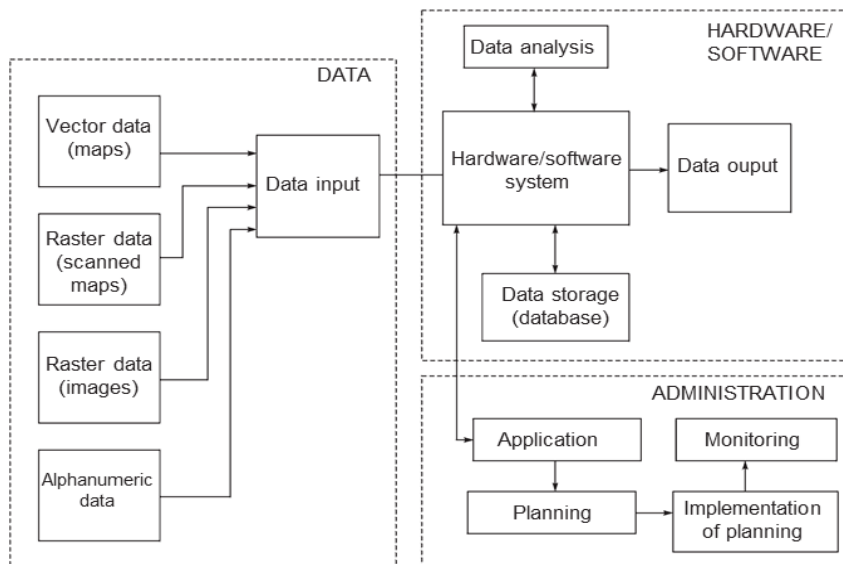 DATA
Vector data
(maps)
Raster data
(scanned
maps)
Raster data
(images)
Alphanumeric
data
Data input
HARDWARE/
SOFTWARE
Data analysis
Hardware/software
system
Data ouput
Data storage
(database)
ADMINISTRATION
Application
Monitoring
Planning
Implementation
of planning